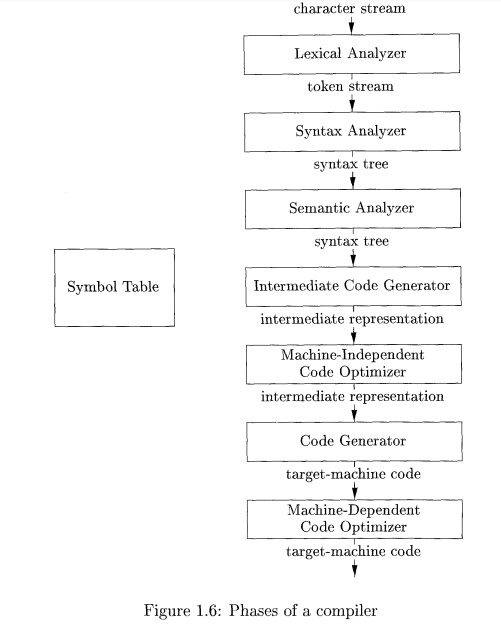 character stream
Lexical Analyzer
token stream
Syntax Analyzer
syntax tree
Semantic Analyzer
syntax tree
Symbol Table
Intermediate Code Generator
intermediate representation
Machine-Independent
Code Optimizer
intermediate representation
Code Generator
target-machine code
Machine-Dependent
Code Optimizer
target-machine code
Figure 1.6: Phases of a compiler